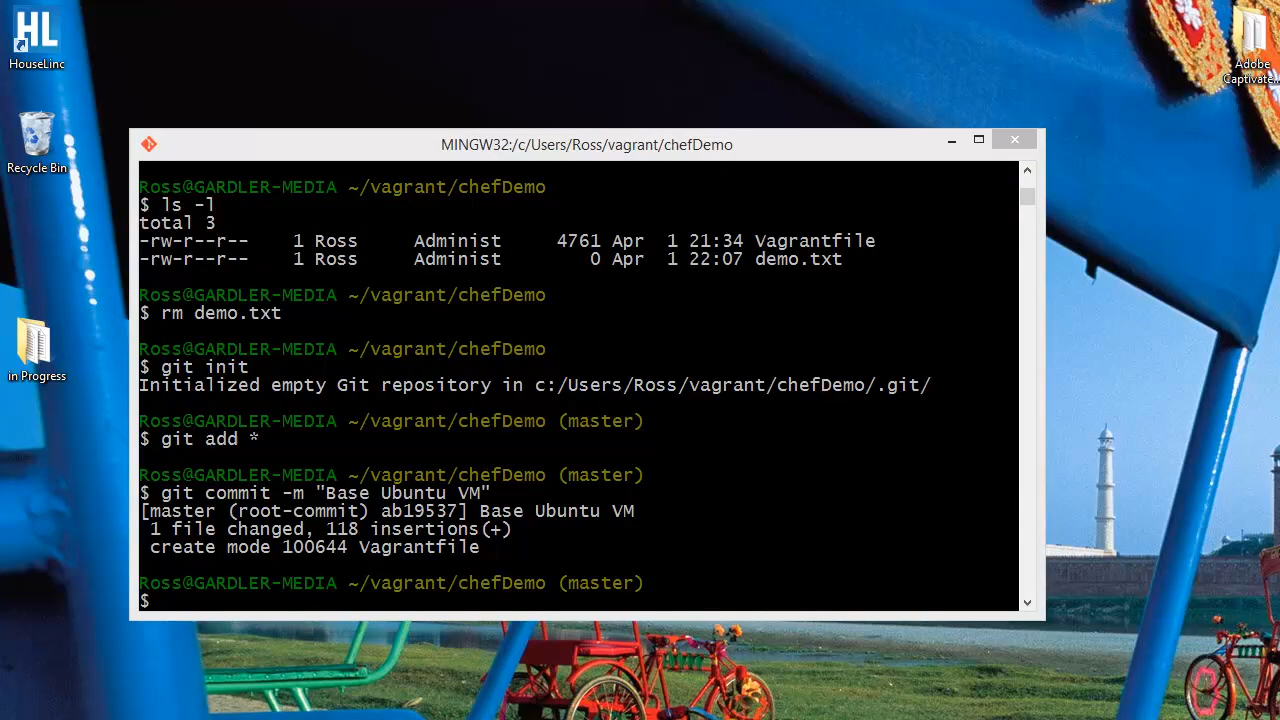 HL
HouseLinc
Recycle Bin
in Progress
Adobe
Captivate...
MINGW32:/c/Users/Ross/vagrant/chefDemo
Ross@GARDLER-MEDIA ~/vagrant/chefDemo
$ ls -l
total 3
-rw-r--r-- 1 Ross Administ 4761 Apr 1 21:34 Vagrantfile
-rw-r--r-- 1 Ross Administ 0 Apr 1 22:07 demo.txt
Ross@GARDLER-MEDIA ~/vagrant/chefDemo
$ rm demo.txt
Ross@GARDLER-MEDIA ~/vagrant/chefDemo
$ git init
Initialized empty Git repository in c:/Users/Ross/vagrant/chefDemo/.git/
Ross@GARDLER-MEDIA ~/vagrant/chefDemo (master)
$ git add *
Ross@GARDLER-MEDIA ~/vagrant/chefDemo (master)
$ git commit -m "Base Ubuntu VM"
[master (root-commit) ab19537] Base Ubuntu VM
1 file changed, 118 insertions(+)
create mode 100644 Vagrantfile
Ross@GARDLER-MEDIA ~/vagrant/chefDemo (master)
$